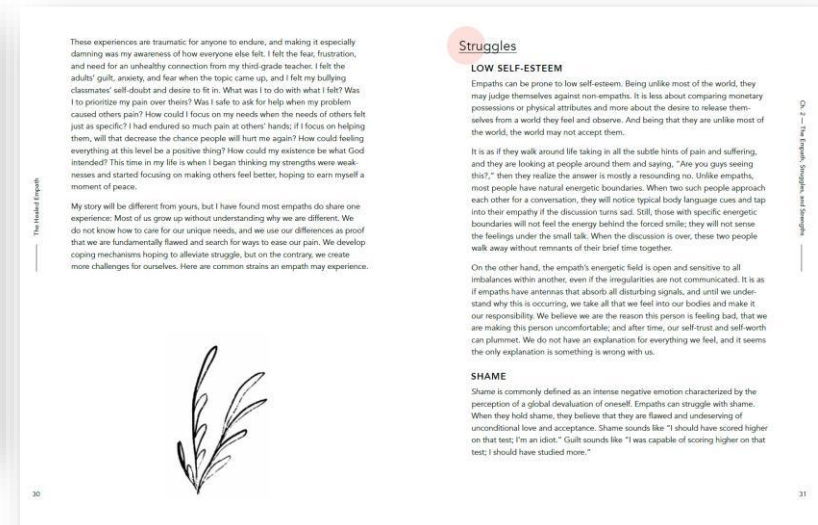 These experiences are traumatic for anyone to endure, and making it especially
damning was my awareness of how everyone else felt. I felt the fear, frustration,
and need for an unhealthy connection from my third-grade teacher. I felt the
adults' guilt, anxiety, and fear when the topic came up, and I felt my bullying
classmates' self-doubt and desire to fit in. What was I to do with what I felt? Was
I to prioritize my pain over theirs? Was I safe to ask for help when my problem
caused others pain? How could I focus on my needs when the needs of others felt
just as specific? I had endured so much pain at others' hands; if I focus on helping
them, will that decrease the chance people will hurt me again? How could feeling
everything at this level be a positive thing? How could my existence be what God
intended? This time in my life is when I began thinking my strengths were weak-
nesses and started focusing on making others feel better, hoping to earn myself a
moment of peace.
My story will be different from yours, but I have found most empaths do share one
experience: Most of us grow up without understanding why we are different. We
do not know how to care for our unique needs, and we use our differences as proof
that we are fundamentally flawed and search for ways to ease our pain. We develop
coping mechanisms hoping to alleviate struggle, but on the contrary, we create
more challenges for ourselves. Here are common strains an empath may experience.
The Healed Empath
30
Struggles
LOW SELF-ESTEEM
Empaths can be prone to low self-esteem. Being unlike most of the world, they
may judge themselves against non-empaths. It is less about comparing monetary
possessions or physical attributes and more about the desire to release them-
selves from a world they feel and observe. And being that they are unlike most of
the world, the world may not accept them.
It is as if they walk around life taking in all the subtle hints of pain and suffering,
and they are looking at people around them and saying, "Are you guys seeing
this?," then they realize the answer is mostly a resounding no. Unlike empaths,
most people have natural energetic boundaries. When two such people approach
each other for a conversation, they will notice typical body language cues and tap
into their empathy if the discussion turns sad. Still, those with specific energetic
boundaries will not feel the energy behind the forced smile; they will not sense
the feelings under the small talk. When the discussion is over, these two people
walk away without remnants of their brief time together.
On the other hand, the empath's energetic field is open and sensitive to all
imbalances within another, even if the irregularities are not communicated. It is as
if empaths have antennas that absorb all disturbing signals, and until we under-
stand why this is occurring, we take all that we feel into our bodies and make it
our responsibility. We believe we are the reason this person is feeling bad, that we
are making this person uncomfortable; and after time, our self-trust and self-worth
can plummet. We do not have an explanation for everything we feel, and it seems
the only explanation is something is wrong with us.
SHAME
Shame is commonly defined as an intense negative emotion characterized by the
perception of a global devaluation of oneself. Empaths can struggle with shame.
When they hold shame, they believe that they are flawed and undeserving of
unconditional love and acceptance. Shame sounds like "I should have scored higher
on that test; I'm an idiot." Guilt sounds like "I was capable of scoring higher on that
test; I should have studied more."
Ch. 2 — The Empath, Struggles, and Strengths
31